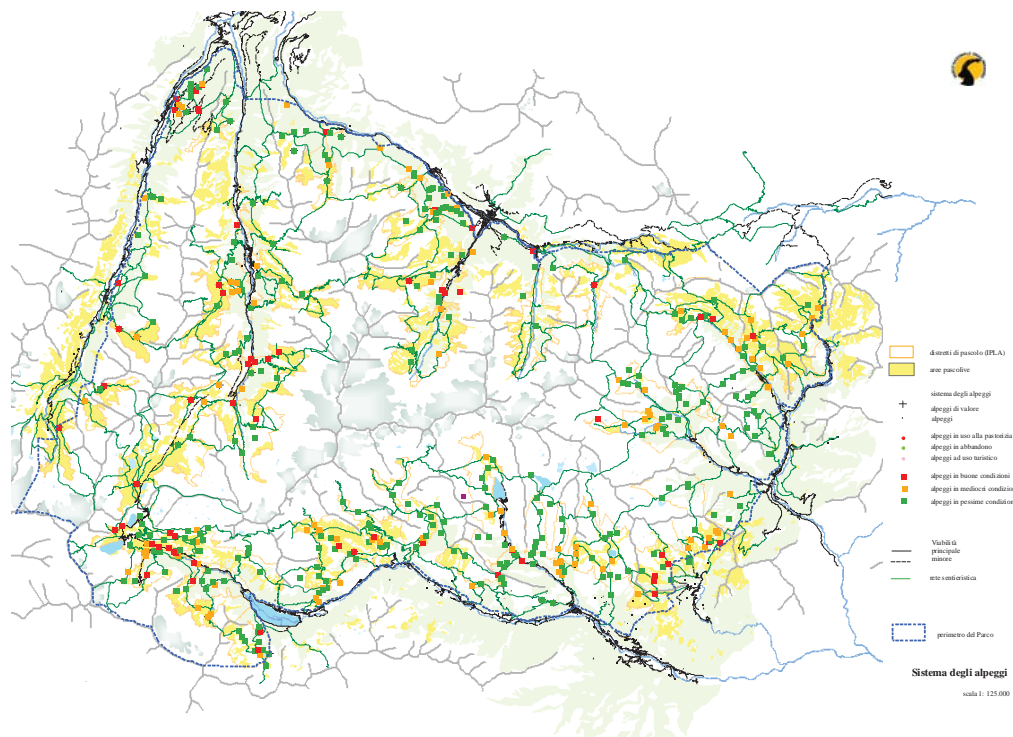 distretti di pascolo (IPLA)
aree pascolive
sistema degli alpeggi
alpeggi di valore
alpeggi
alpeggi in uso alla pastorizia
alpeggi in abbandono
alpeggi ad uso turistico
alpeggi in buone condizioni
alpeggi in mediocri condizio
alpeggi in pessime condizion
Viabilità
principale
minore
rete sentieristica
perimetro del Parco
Sistema degli alpeggi
scala 1: 125.000